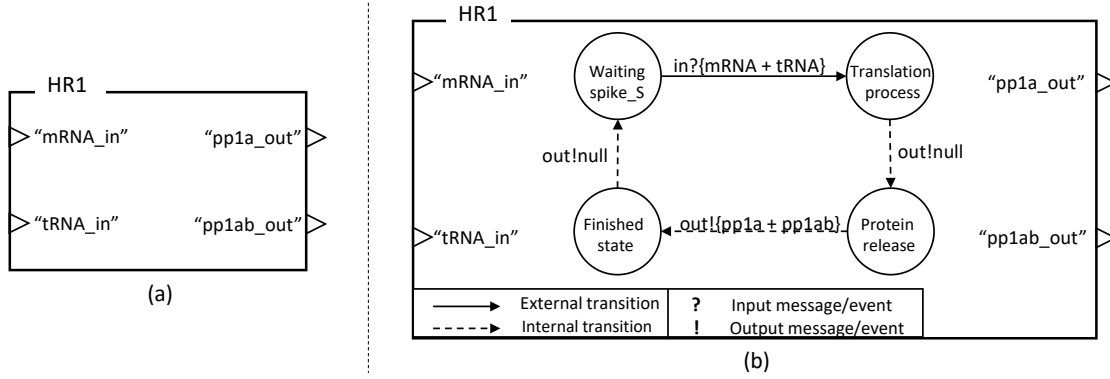 HR1
“mRNA_in”
“pp1a_out”
“tRNA_in”
“pp1ab_out”
(a)
HR1
“mRNA_in”
Waiting
spike_S
in?{mRNA + tRNA}
Translation
process
“pp1a_out”
out!null
out!null
“tRNA_in”
Finished
state
out!{pp1a + pp1ab}
Protein
release
“pp1ab_out”
External transition
? Input message/event
Internal transition
! Output message/event
(b)